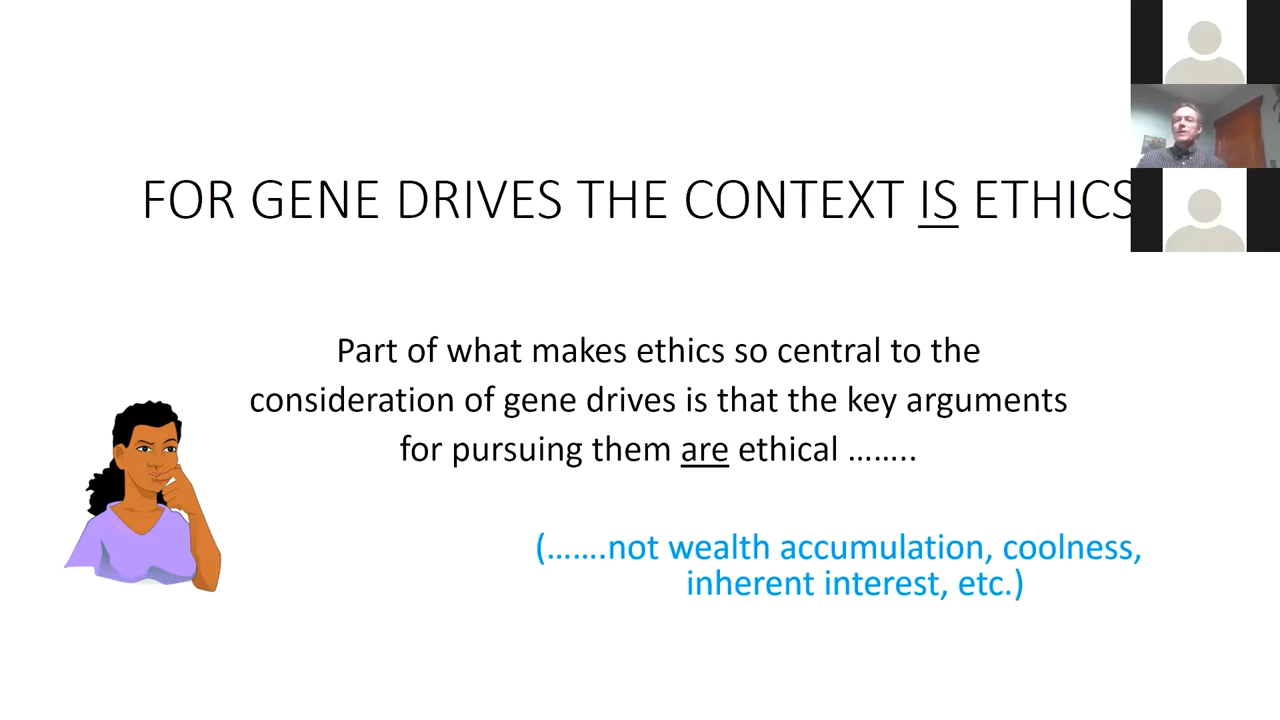 FOR GENE DRIVES THE CONTEXT IS ETHICS
Part of what makes ethics so central to the
consideration of gene drives is that the key arguments
for pursuing them are ethical ……..
(…….not wealth accumulation, coolness,
inherent interest, etc.)